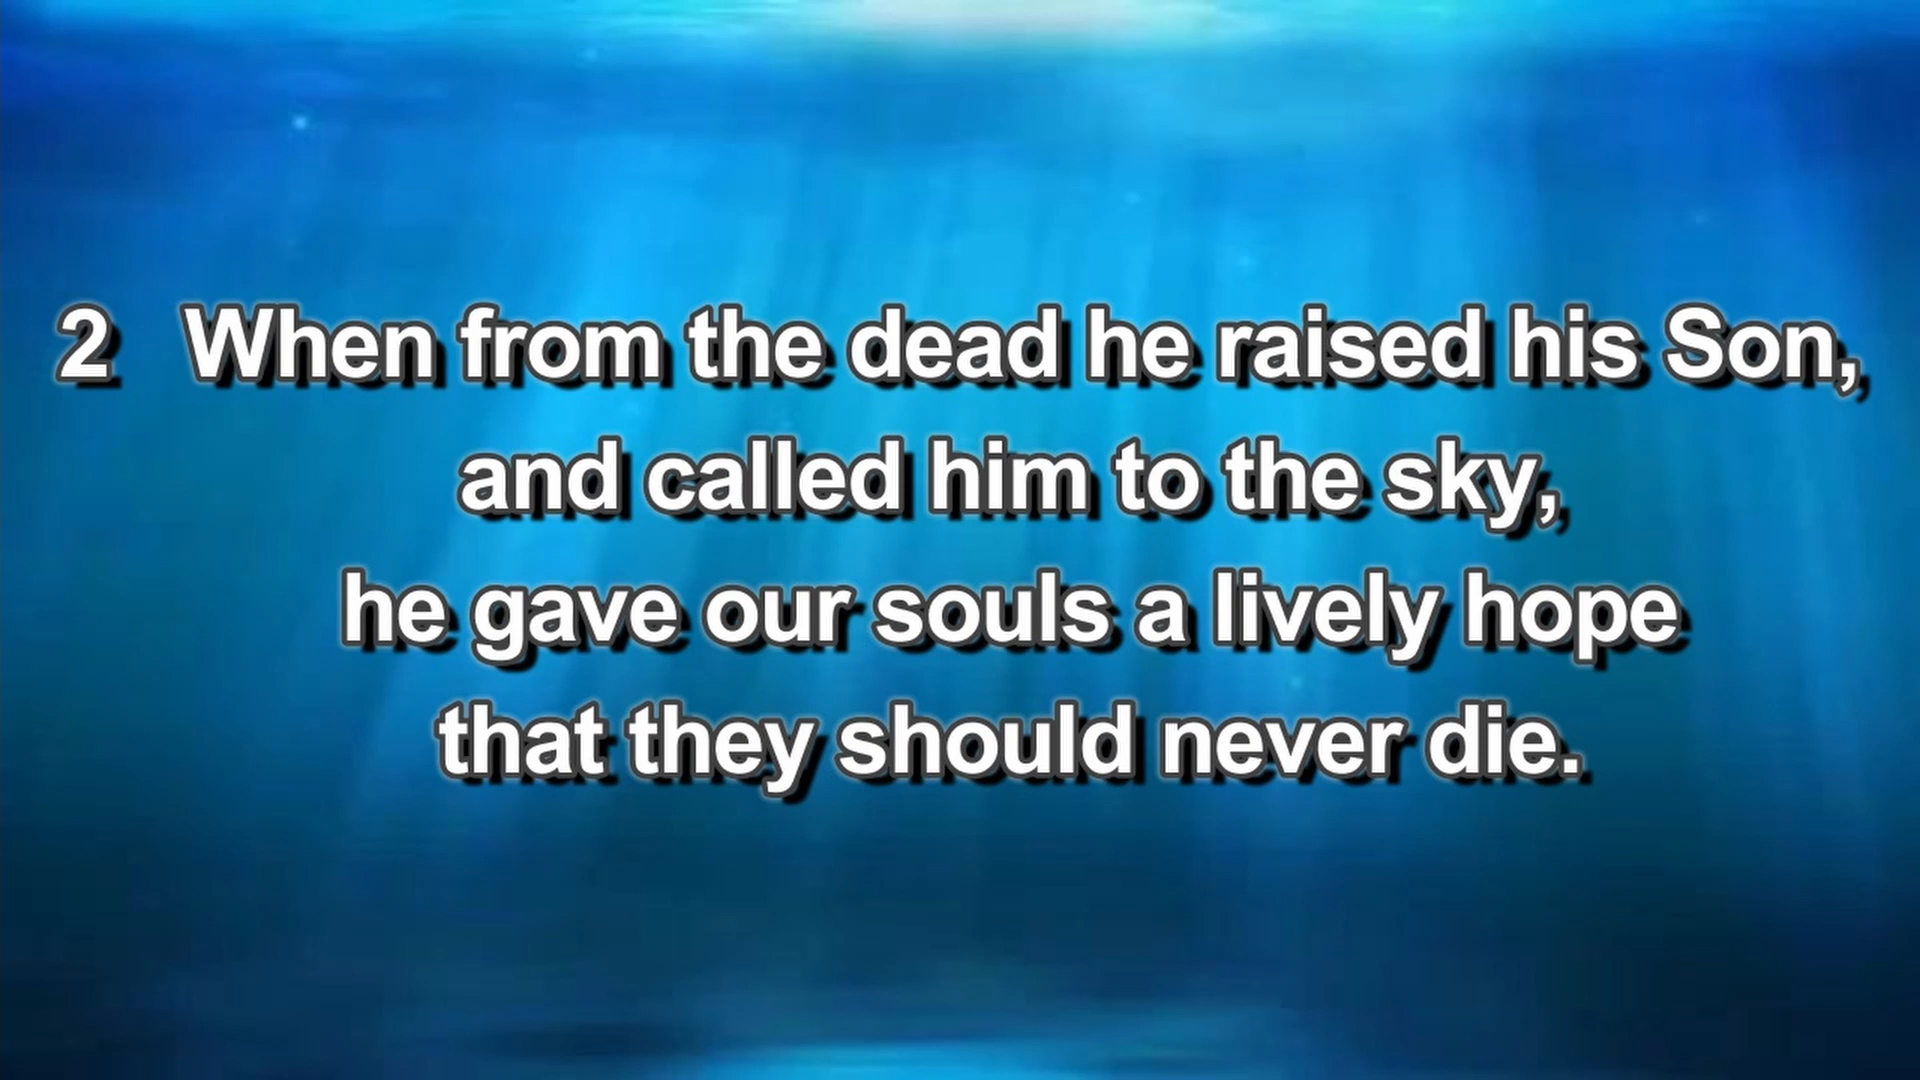 2 When from the dead he raised his Son,
and called him to the sky,
he gave our souls a lively hope
that they should never die.